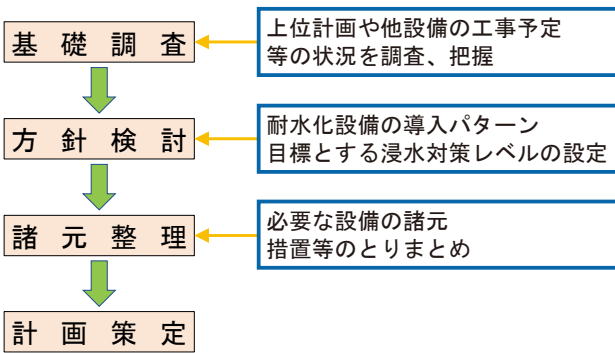 基礎調査
上位計画や他設備の工事予定
等の状況を調査、把握
方針検討
耐水化設備の導入パターン
目標とする浸水対策レベルの設定
諸元整理
必要な設備の諸元
措置等のとりまとめ
計画策定